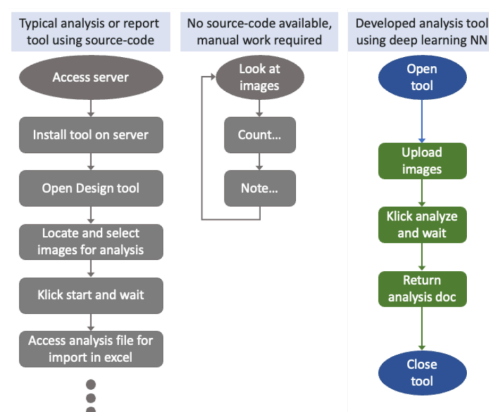 Typical analysis or report
tool using source-code
Access server
Install tool on server
Open Design tool
Locate and select
images for analysis
Klick start and wait
Access analysis file for
import in excel
No source-code available,
manual work required
Look at
images
Count...
Note...
Developed analysis tool
using deep learning NN
Open
tool
Upload
images
Klick analyze
and wait
Return
analysis doc
Close
tool